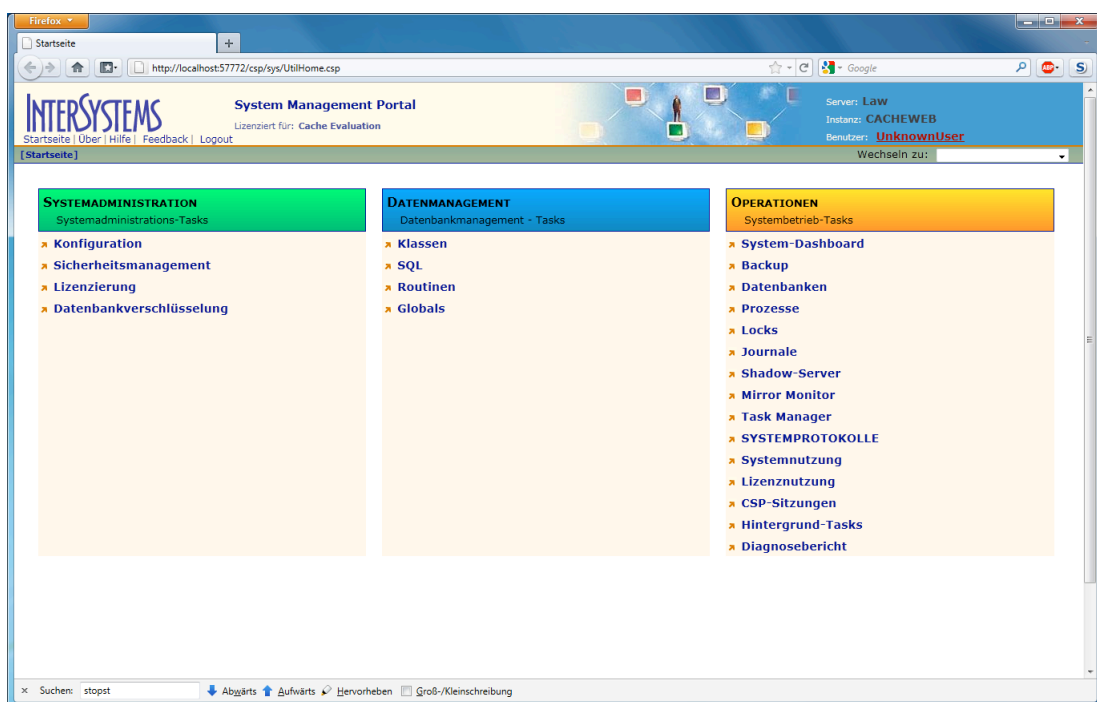 Firefox
Startseite
http://localhost:57772/csp/sys/UtilHome.csp
Google
ABP
S
INTERSYSTEMS
System Management Portal
Lizenziert für: Cache Evaluation
Startseite | Über | Hilfe | Feedback | Logout
Server: Law
Instanz: CACHEWEB
Benutzer: UnknownUser
[Startseite]
Wechseln zu:
SYSTEMADMINISTRATION
Systemadministrations-Tasks
Konfiguration
Sicherheitsmanagement
Lizenzierung
Datenbankverschlüsselung
DATENMANAGEMENT
Datenbankmanagement - Tasks
Klassen
SQL
Routinen
Globals
OPERATIONEN
Systembetrieb-Tasks
System-Dashboard
Backup
Datenbanken
Prozesse
Locks
Journale
Shadow-Server
Mirror Monitor
Task Manager
SYSTEMPROTOKOLLE
Systemnutzung
Lizenznutzung
CSP-Sitzungen
Hintergrund-Tasks
Diagnosebericht
× Suchen: stopst Abwärts Aufwärts Hervorheben Groß-/Kleinschreibung